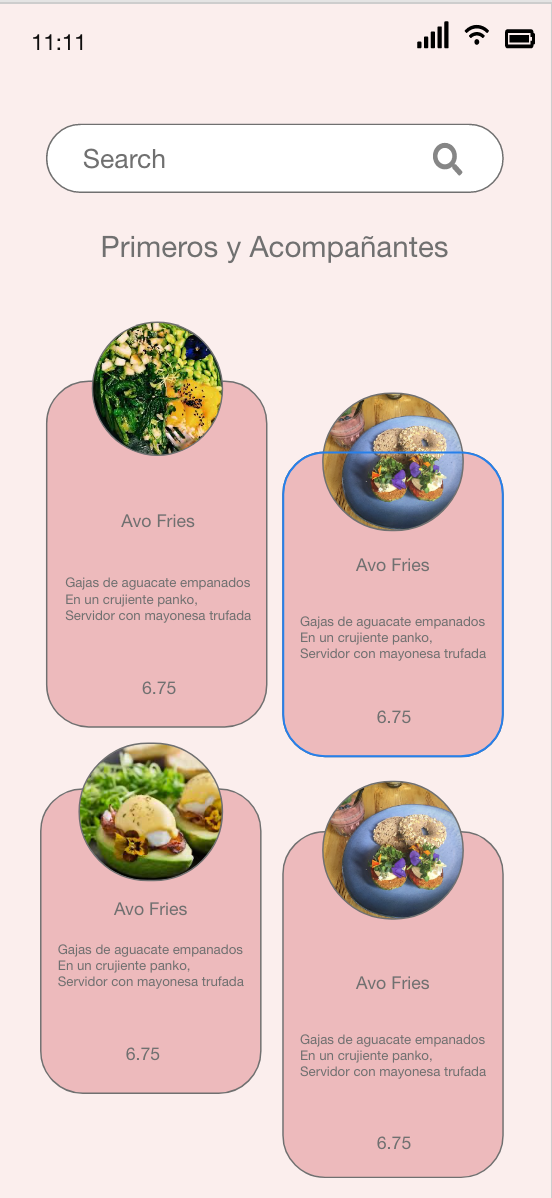 11:11
Search
Primeros y Acompañantes
Avo Fries
Gajas de aguacate empanados
En un crujiente panko,
Servidor con mayonesa trufada
6.75
Avo Fries
Gajas de aguacate empanados
En un crujiente panko,
Servidor con mayonesa trufada
6.75
Avo Fries
Gajas de aguacate empanados
En un crujiente panko,
Servidor con mayonesa trufada
6.75
Avo Fries
Gajas de aguacate empanados
En un crujiente panko,
Servidor con mayonesa trufada
6.75